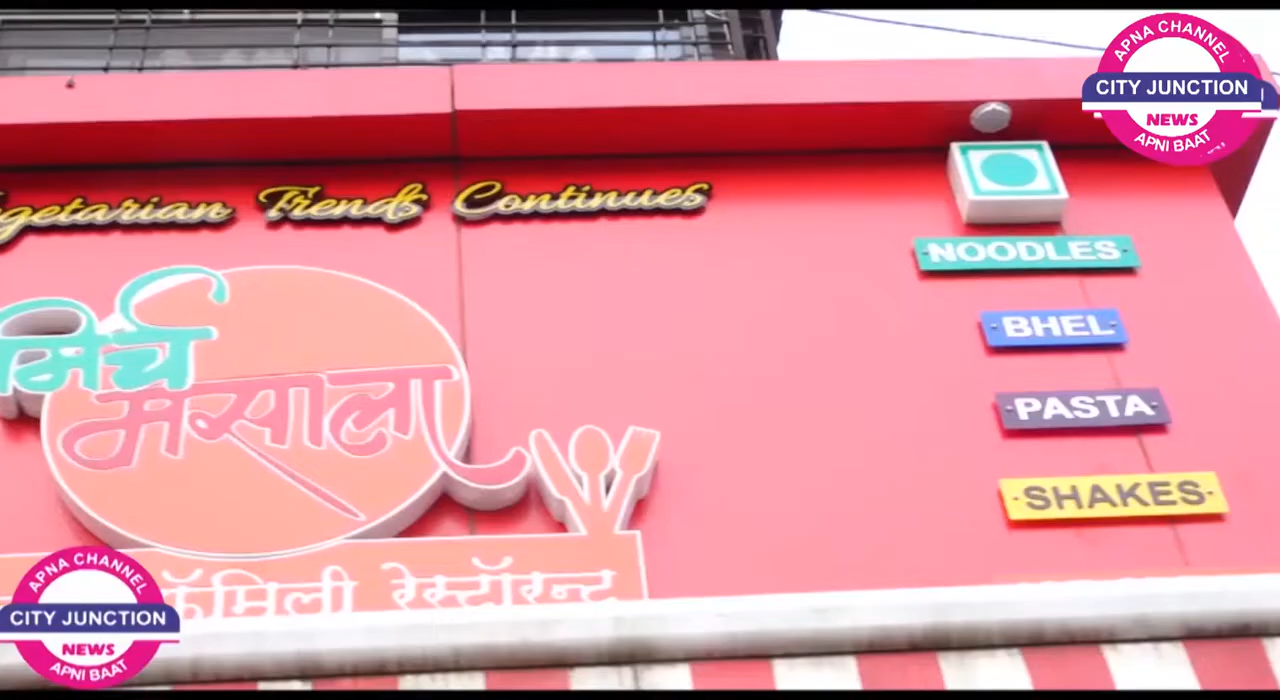 APNA CHANNEL
CITY JUNCTION
NEWS
APNI BAAT
Trends Continues
NOODLES
BHEL
PASTA
SHAKES
मिर्च
मसाला
फॅमिली रेस्टॉरन्ट
APNA CHANNEL
CITY JUNCTION
NEWS
APNI BAAT